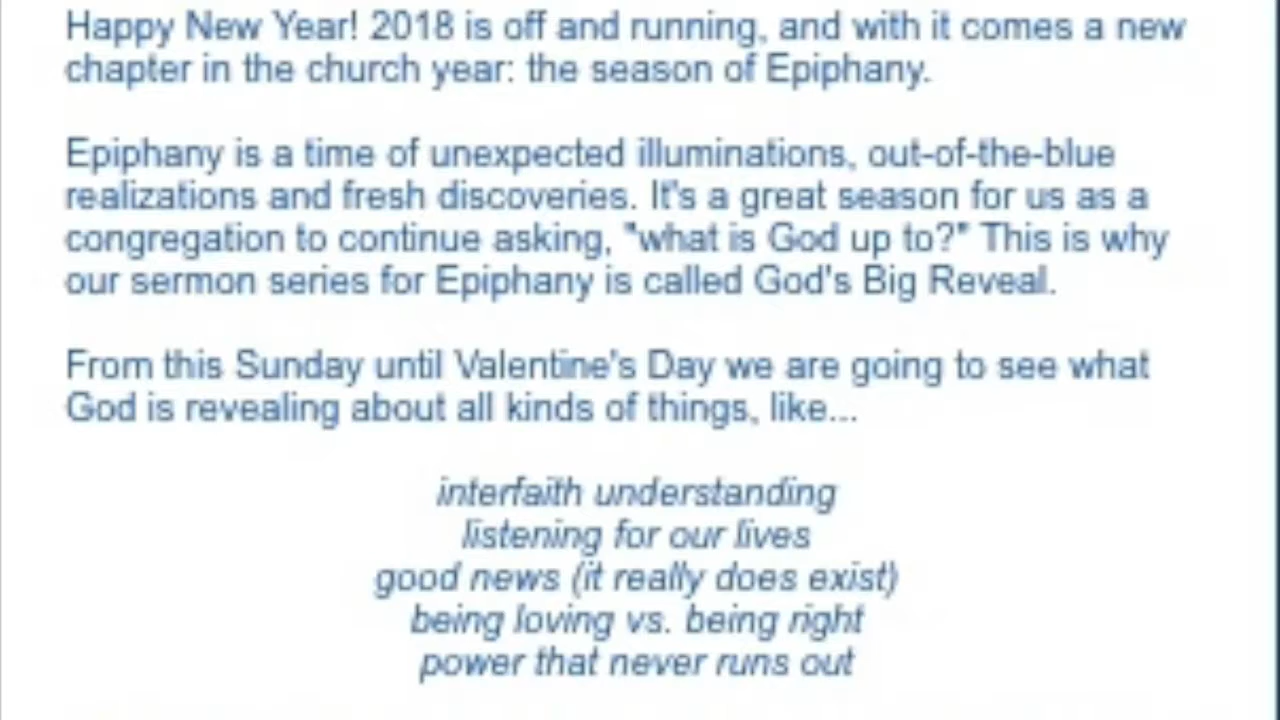 Happy New Year! 2018 is off and running, and with it comes a new
chapter in the church year: the season of Epiphany.
Epiphany is a time of unexpected illuminations, out-of-the-blue
realizations and fresh discoveries. It's a great season for us as a
congregation to continue asking, "what is God up to?" This is why
our sermon series for Epiphany is called God's Big Reveal.
From this Sunday until Valentine's Day we are going to see what
God is revealing about all kinds of things, like...
interfaith understanding
listening for our lives
good news (it really does exist)
being loving vs. being right
power that never runs out